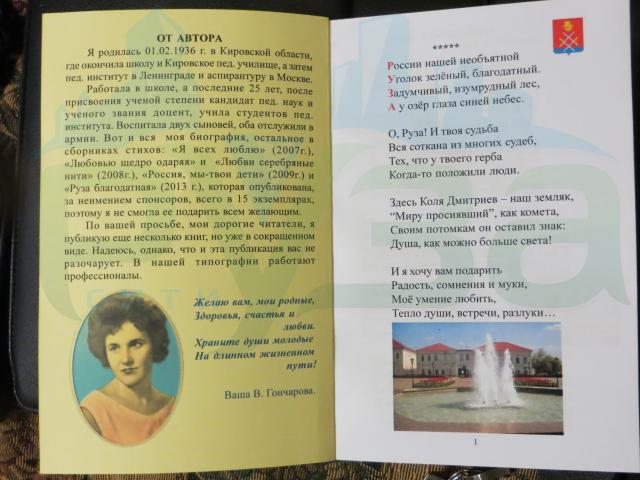 ОТ АВТОРА
Я родилась 01.02.1936 г. в Кировской области,
где окончила школу и Кировское пед. училище, а затем
пед. институт в Ленинграде и аспирантуру в Москве.
Работала в школе, а последние 25 лет, после
присвоения ученой степени кандидат пед. наук и
ученого звания доцент, учила студентов пед.
института. Воспитала двух сыновей, оба отслужили в
армии. Вот и вся моя биография, остальное в
сборниках стихов: «Я всех люблю» (2007г.),
«Любовью щедро одаряя» и «Любви серебряные
нити» (2008г.), «Россия, мы-твои дети» (2009г.) и
«Руза благодатная» (2013 г.), которая опубликована,
за неимением спонсоров, всего в 15 экземплярах,
поэтому я не смогла ее подарить всем желающим.
По вашей просьбе, мои дорогие читатели, я
публикую еще несколько книг, но уже в сокращенном
виде. Надеюсь, однако, что и эта публикация вас не
разочарует. В нашей типографии работают
профессионалы.
Желаю вам, мои родные,
Здоровья, счастья и
любви.
Храните души молодые
На длинном жизненном
пути!
Ваша В. Гончарова.
*****
России нашей необъятной
Уголок зелёный, благодатный.
Задумчивый, изумрудный лес,
А у озёр глаза синей небес.
О, Руза! И твоя судьба
Вся соткана из многих судеб,
Тех, что у твоего герба
Когда-то положили люди.
Здесь Коля Дмитриев – наш земляк,
“Миру просиявший”, как комета,
Своим потомкам он оставил знак:
Душа, как можно больше света!
И я хочу вам подарить
Радость, сомнения и муки,
Моё умение любить,
Тепло души, встречи, разлуки…
1